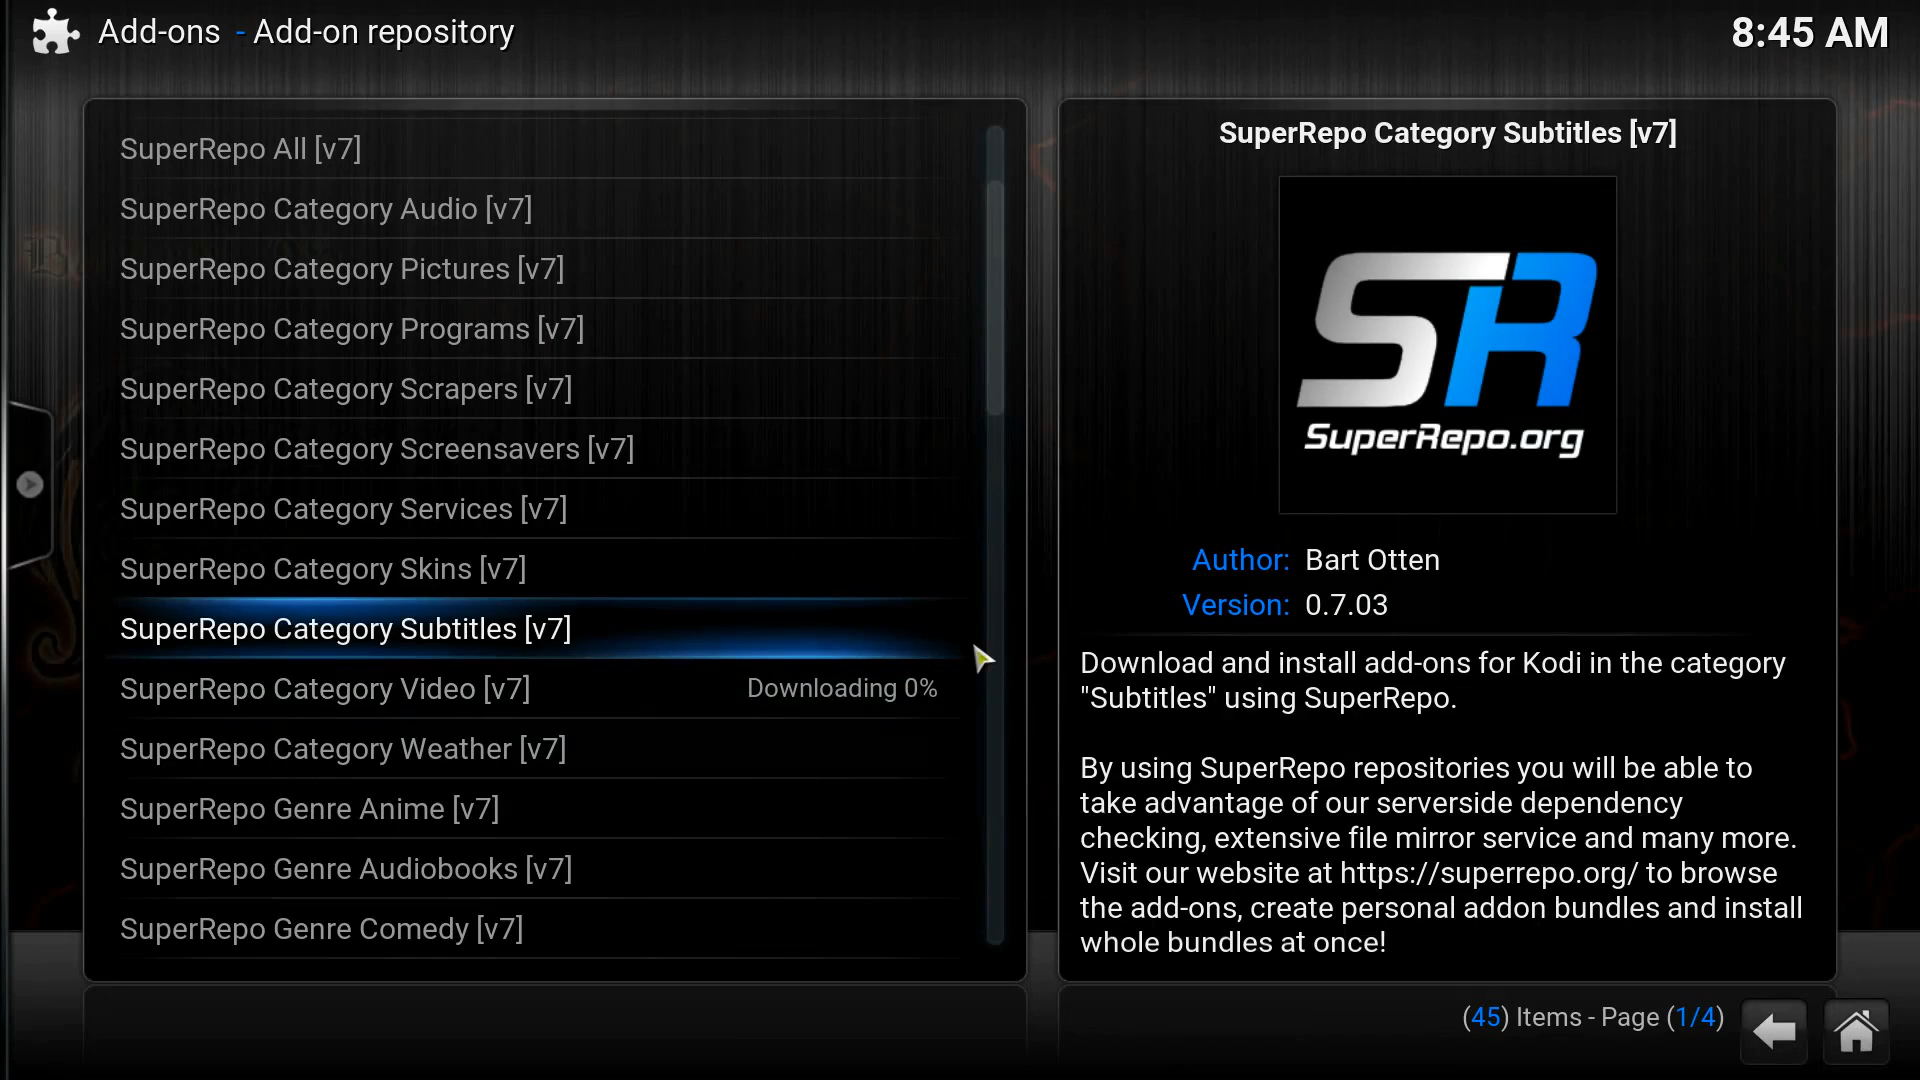 Add-ons - Add-on repository
8:45 AM
SuperRepo All [v7]
SuperRepo Category Audio [v7]
SuperRepo Category Pictures [v7]
SuperRepo Category Programs [v7]
SuperRepo Category Scrapers [v7]
SuperRepo Category Screensavers [v7]
SuperRepo Category Services [v7]
SuperRepo Category Skins [v7]
SuperRepo Category Subtitles [v7]
SuperRepo Category Video [v7] Downloading 0%
SuperRepo Category Weather [v7]
SuperRepo Genre Anime [v7]
SuperRepo Genre Audiobooks [v7]
SuperRepo Genre Comedy [v7]
SuperRepo Category Subtitles [v7]
SR
SuperRepo.org
Author: Bart Otten
Version: 0.7.03
Download and install add-ons for Kodi in the category
"Subtitles" using SuperRepo.
By using SuperRepo repositories you will be able to
take advantage of our serverside dependency
checking, extensive file mirror service and many more.
Visit our website at https://superrepo.org/ to browse
the add-ons, create personal addon bundles and install
whole bundles at once!
(45) Items - Page (1/4)